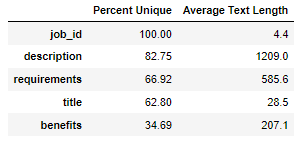 Percent Unique Average Text Length
job_id 100.00 4.4
description 82.75 1209.0
requirements 66.92 585.6
title 62.80 28.5
benefits 34.69 207.1